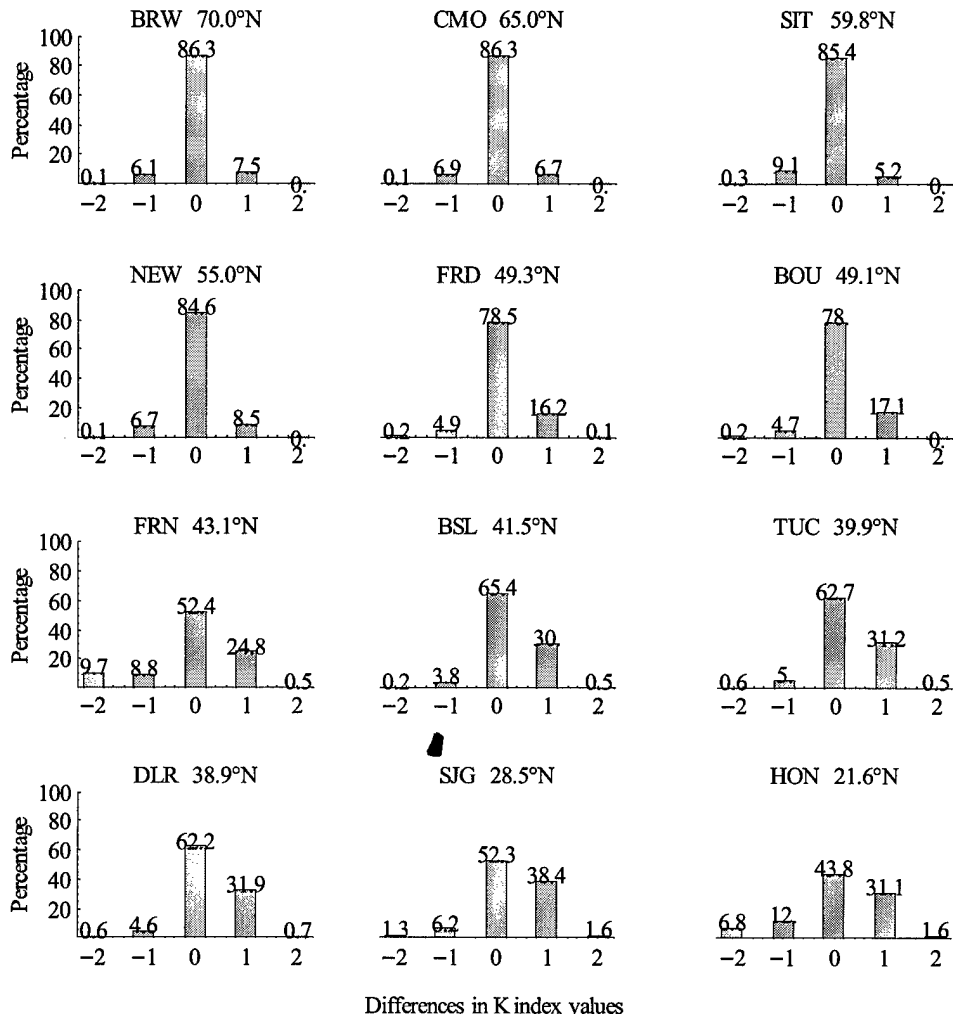 BRW 70.0°N
CMO 65.0°N
SIT 59.8°N
Percentage
100
80
60
40
20
0.1 6.1 86.3 7.5 0.
−2 −1 0 1 2
0.1 6.9 86.3 6.7 0.
−2 −1 0 1 2
0.3 9.1 85.4 5.2 0.
−2 −1 0 1 2
NEW 55.0°N
FRD 49.3°N
BOU 49.1°N
Percentage
100
80
60
40
20
0.1 6.7 84.6 8.5 0.
−2 −1 0 1 2
0.2 4.9 78.5 16.2 0.1
−2 −1 0 1 2
0.2 4.7 78 17.1 0.
−2 −1 0 1 2
FRN 43.1°N
BSL 41.5°N
TUC 39.9°N
Percentage
100
80
60
40
20
9.7 8.8 52.4 24.8 0.5
−2 −1 0 1 2
0.2 3.8 65.4 30 0.5
−2 −1 0 1 2
0.6 5 62.7 31.2 0.5
−2 −1 0 1 2
DLR 38.9°N
SJG 28.5°N
HON 21.6°N
Percentage
100
80
60
40
20
0.6 4.6 62.2 31.9 0.7
−2 −1 0 1 2
1.3 6.2 52.3 38.4 1.6
−2 −1 0 1 2
6.8 12 43.8 31.1 1.6
−2 −1 0 1 2
Differences in K index values